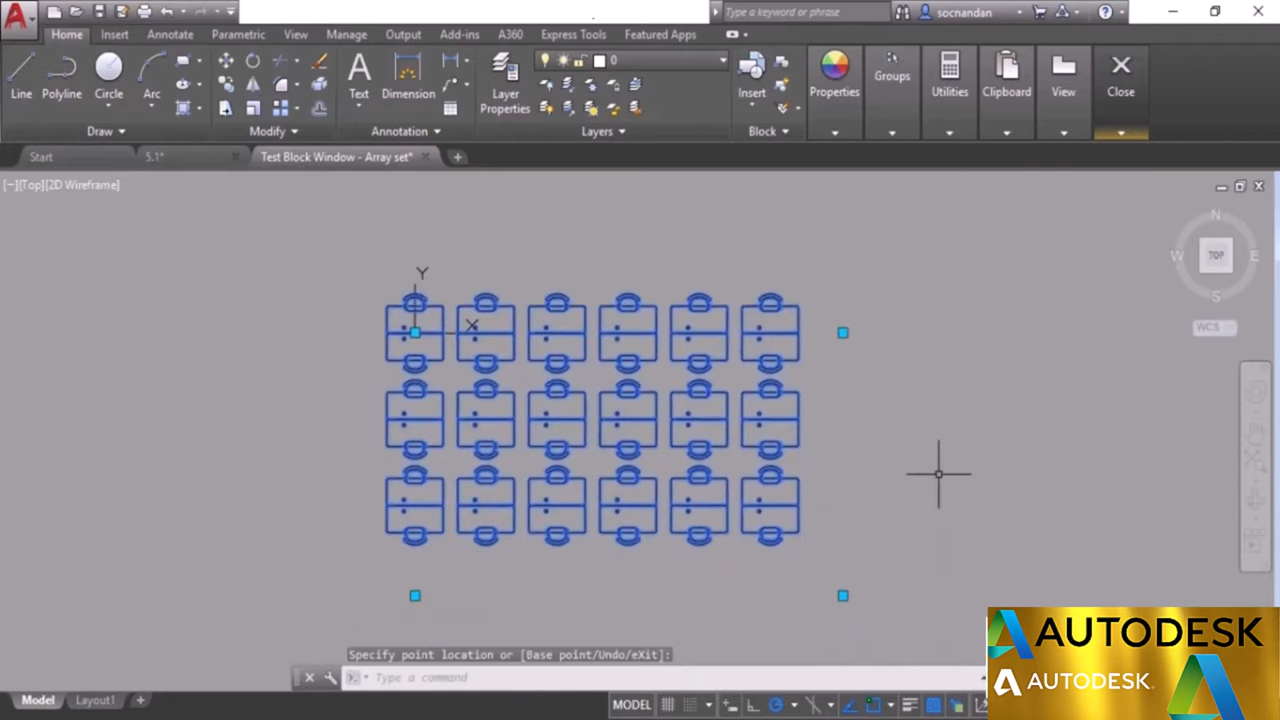 Type a keyword or phrase
socnandan
Home Insert Annotate Parametric View Manage Output Add-ins A360 Express Tools Featured Apps
0
Line Polyline Circle Arc Text Dimension Layer Properties Insert Properties Groups Utilities Clipboard View Close
Draw Modify Annotation Layers Block
Start 5.1* Test Block Window - Array set*
[−][Top][2D Wireframe]
N
W TOP E
S
WCS
Y
X
Specify point location or [Base point/Undo/eXit]:
Type a command
Model Layout1 MODEL
AUTODESK
AUTODESK.